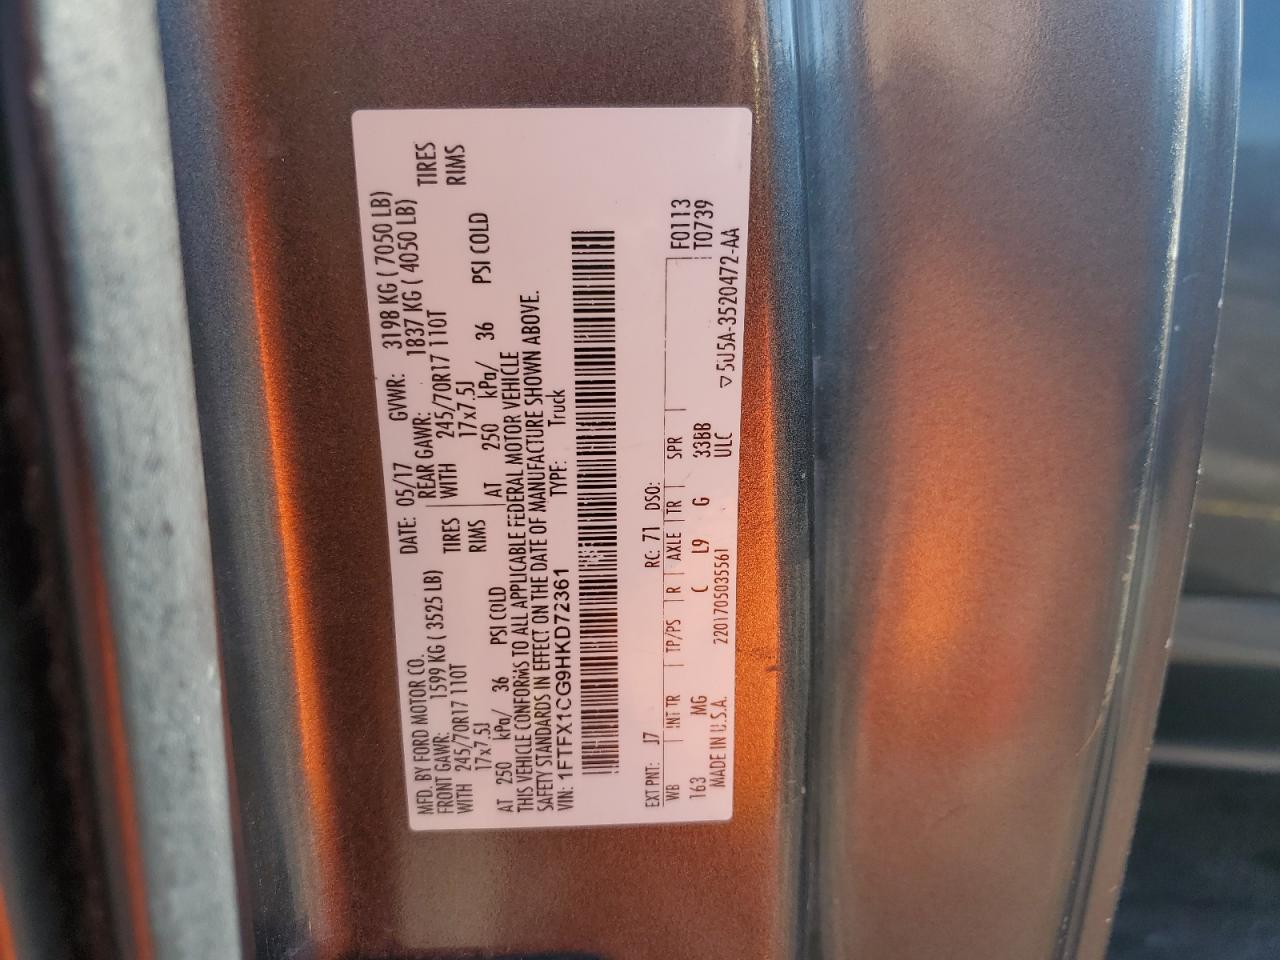 MFD. BY FORD MOTOR CO.
DATE: 05/17 GVWR: 3198 KG ( 7050 LB)
FRONT GAWR: 1599 KG ( 3525 LB) REAR GAWR: 1837 KG ( 4050 LB)
WITH 245/70R17 110T TIRES WITH 245/70R17 110T TIRES
17x7.5J RIMS 17x7.5J RIMS
AT 250 kPa/ 36 PSI COLD AT 250 kPa/ 36 PSI COLD
THIS VEHICLE CONFORMS TO ALL APPLICABLE FEDERAL MOTOR VEHICLE
SAFETY STANDARDS IN EFFECT ON THE DATE OF MANUFACTURE SHOWN ABOVE.
VIN: 1FTFX1CG9HKD72361 TYPE: Truck
EXT PNT: J7 RC: 71 DSO:
WB INT TR TP/PS R AXLE TR SPR F0113
163 MG C L9 G 33BB T0739
MADE IN U.S.A. 2201705035561 ULC ▽5U5A-3520472-AA